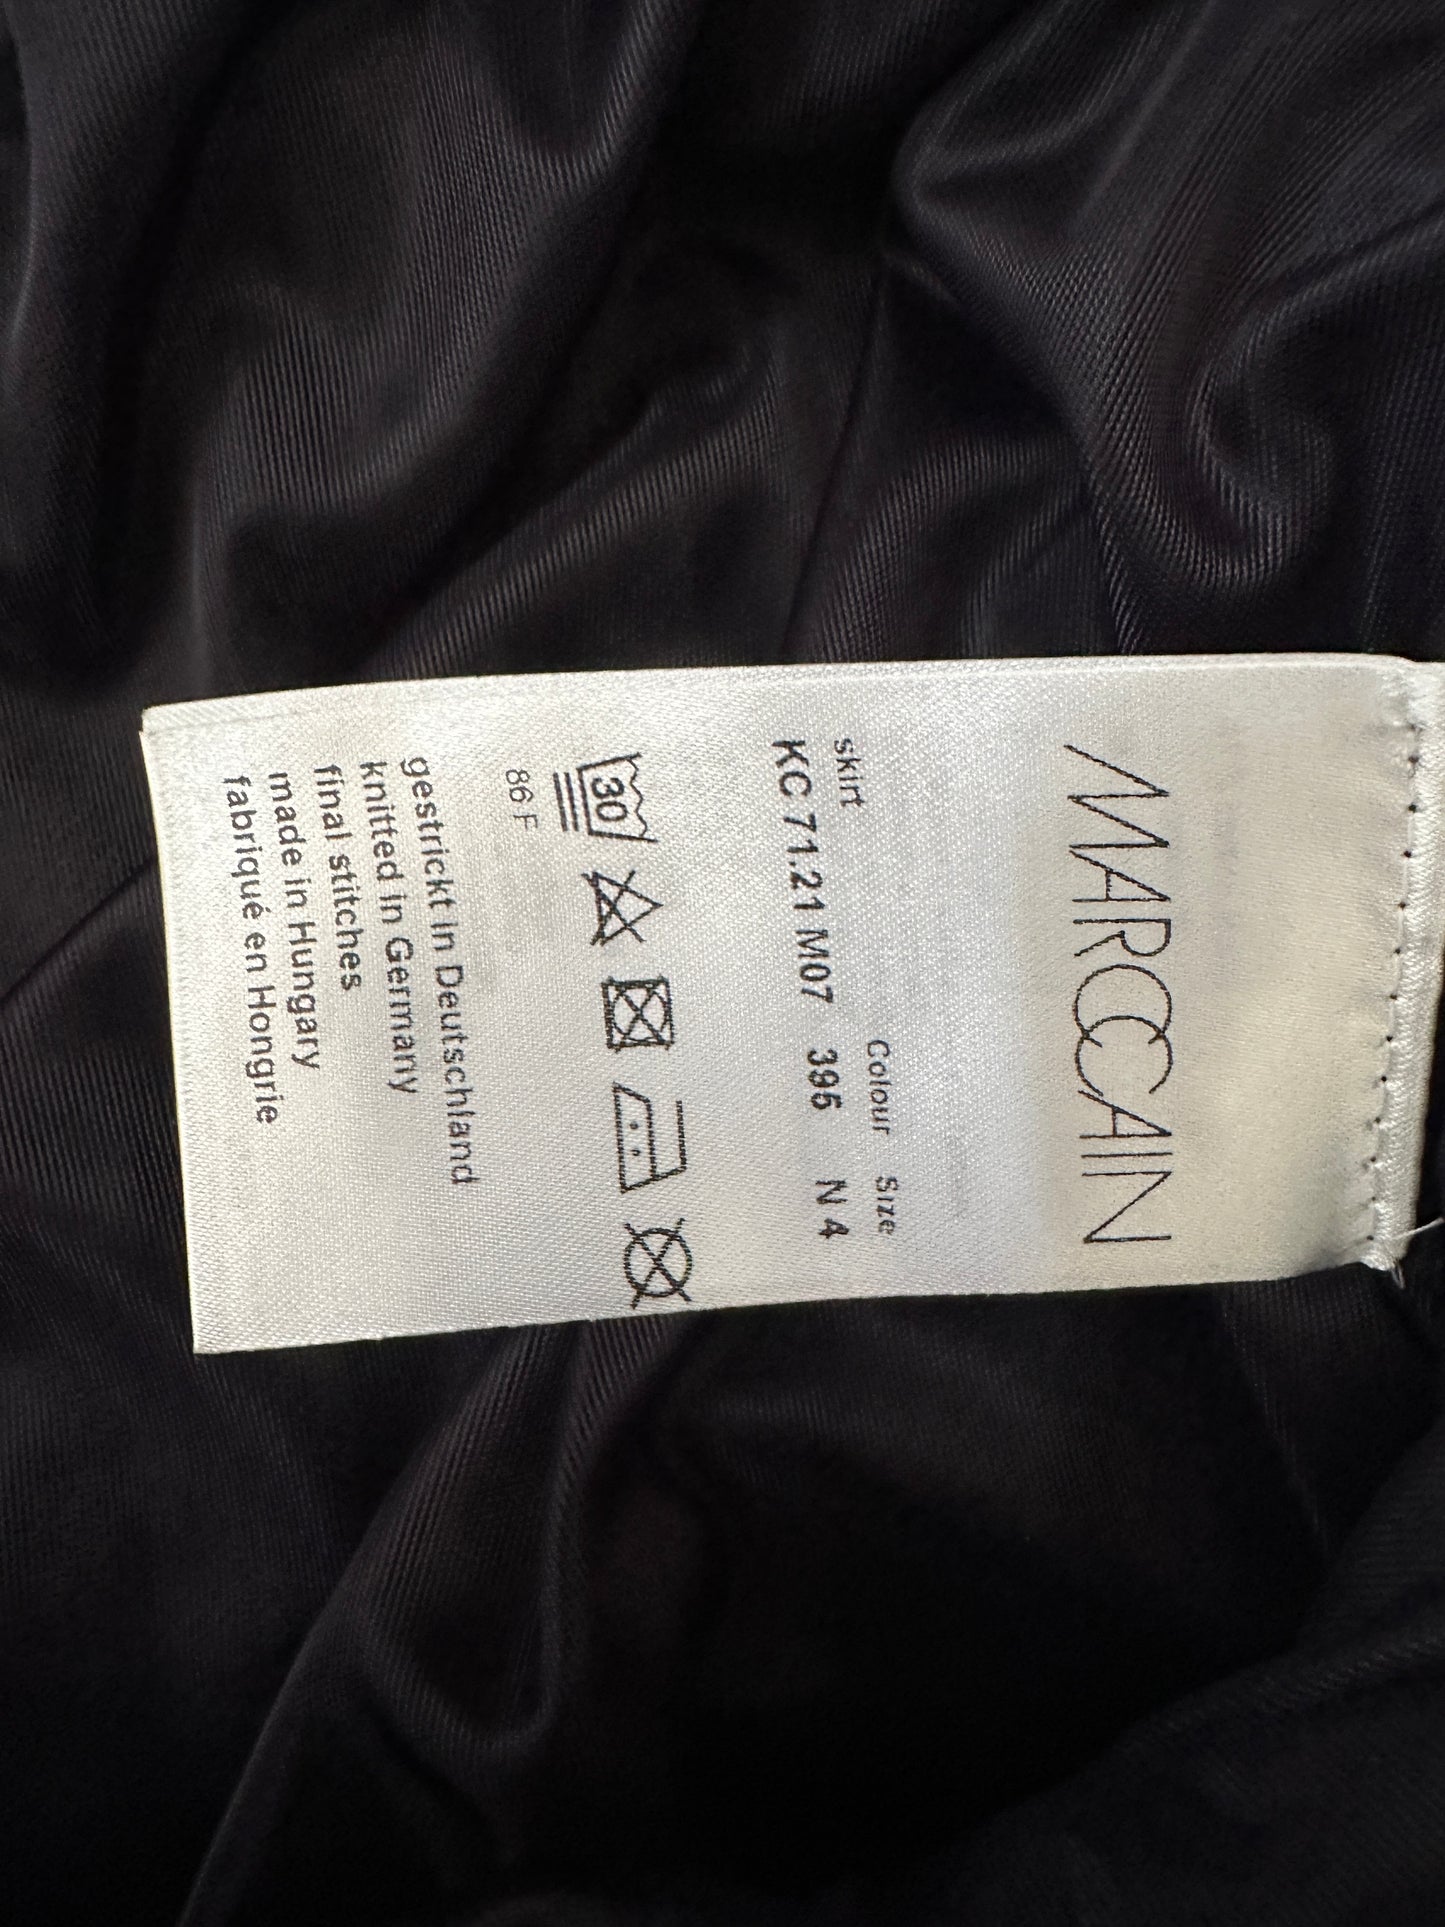 MARCCAIN
Colour Size
skirt
KC 71.21 M07 395 N 4
30
86 F
gestrickt in Deutschland
knitted in Germany
final stitches
made in Hungary
fabriqué en Hongrie